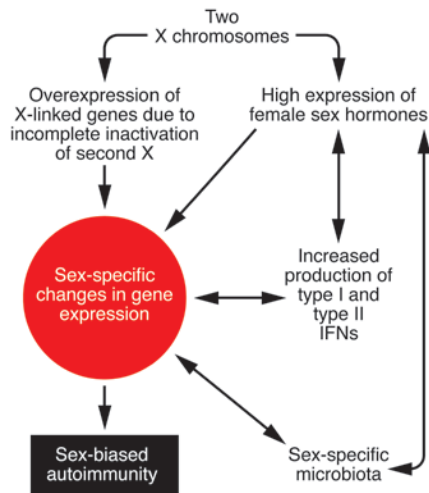 Two
X chromosomes
Overexpression of
X-linked genes due to
incomplete inactivation
of second X
High expression of
female sex hormones
Sex-specific
changes in gene
expression
Increased
production of
type I and
type II
IFNs
Sex-biased
autoimmunity
Sex-specific
microbiota